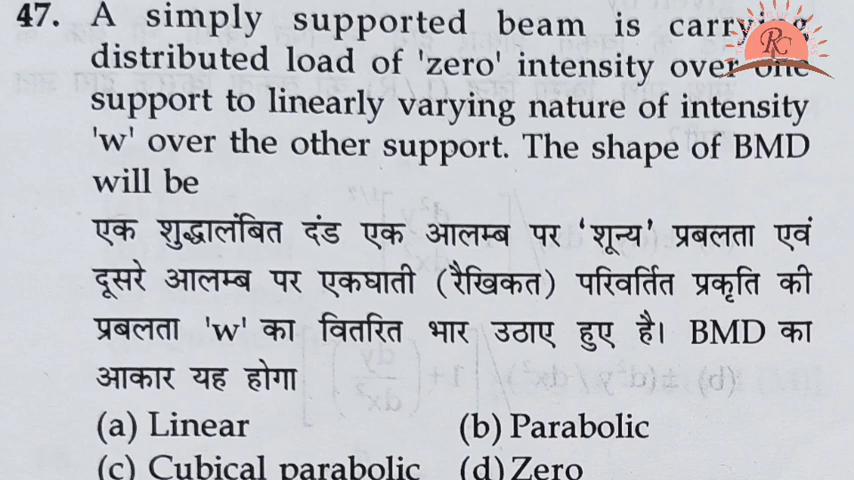 47. A simply supported beam is carrying
distributed load of 'zero' intensity over one
support to linearly varying nature of intensity
'w' over the other support. The shape of BMD
will be
एक शुद्धालंबित दंड एक आलम्ब पर 'शून्य' प्रबलता एवं
दूसरे आलम्ब पर एकघाती (रैखिकत) परिवर्तित प्रकृति की
प्रबलता 'w' का वितरित भार उठाए हुए है। BMD का
आकार यह होगा
(a) Linear (b) Parabolic
(c) Cubical parabolic (d) Zero